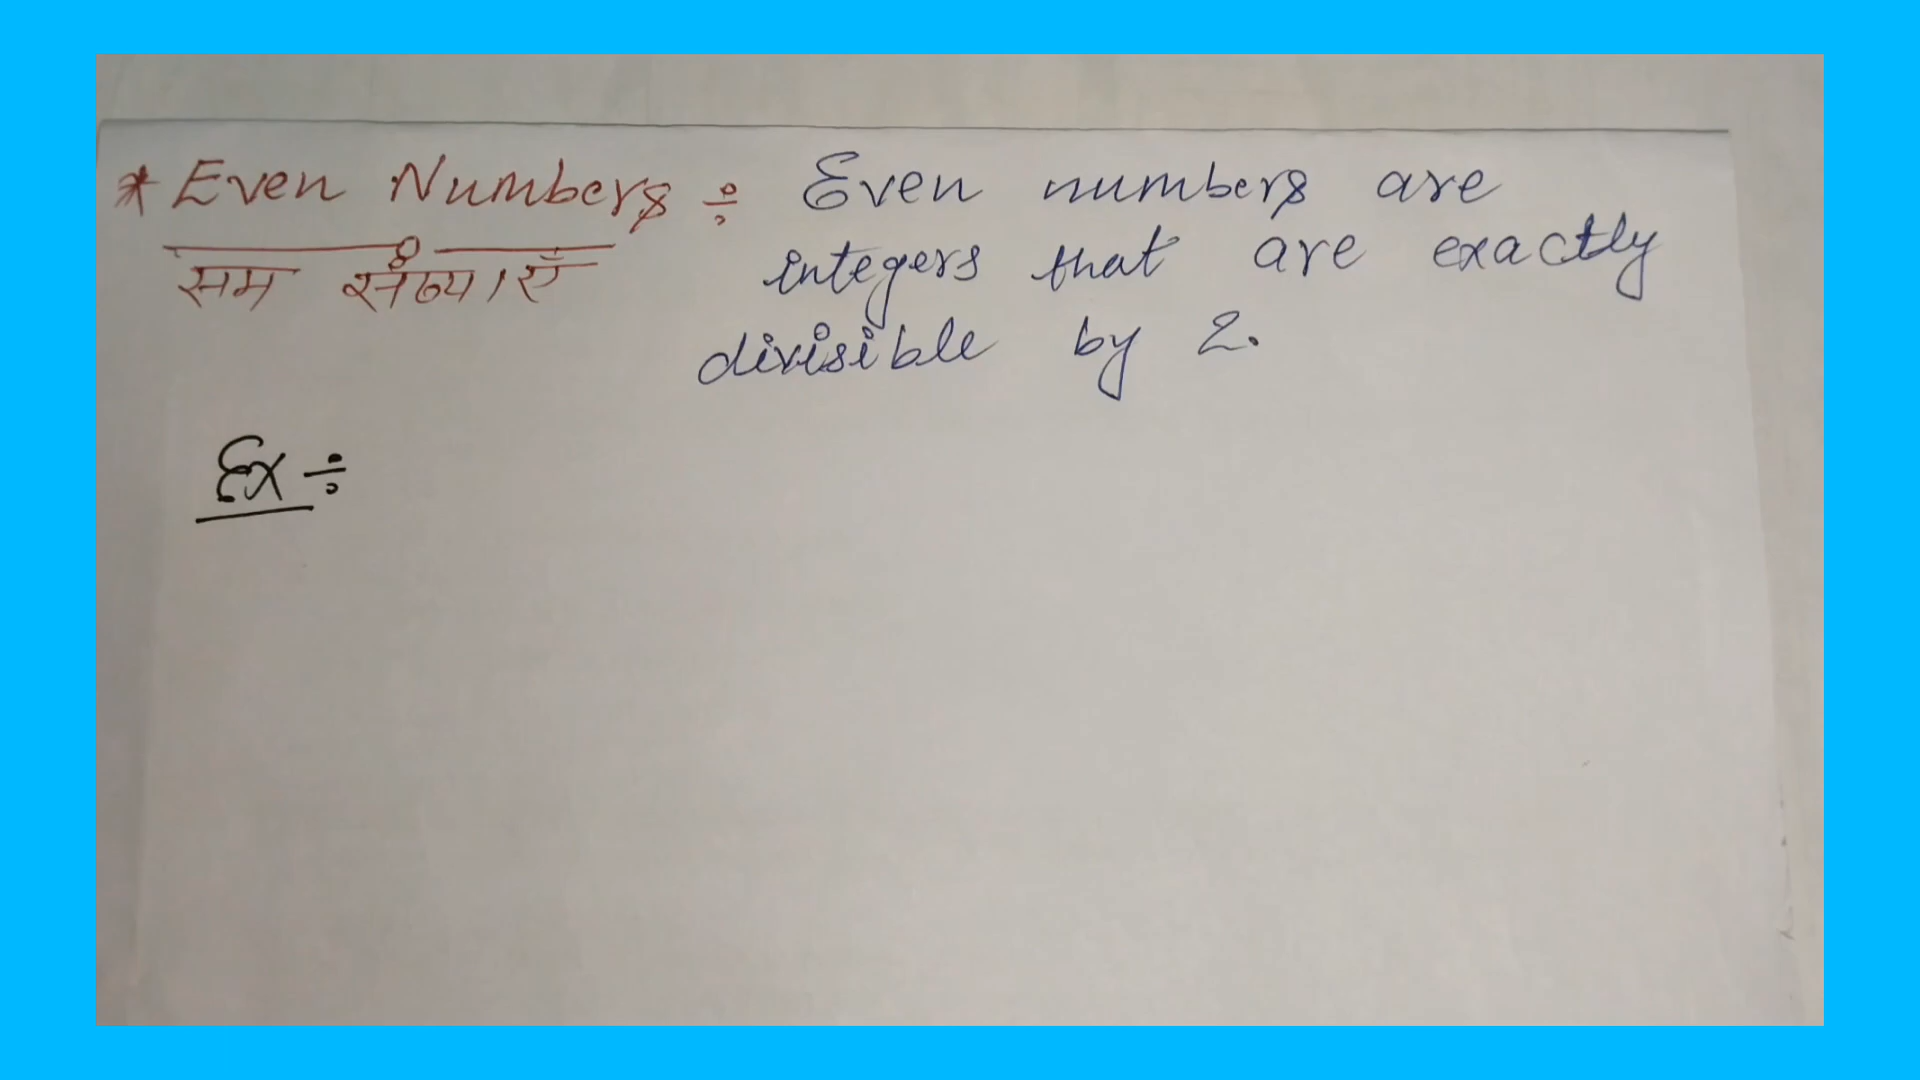 * Even Numbers ÷ Even numbers are
सम संख्याएँ integers that are exactly
divisible by 2.
Ex ÷